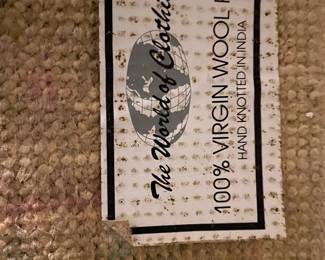 The World of Clothi
100% VIRGIN WOOL
HAND KNOTTED IN INDIA